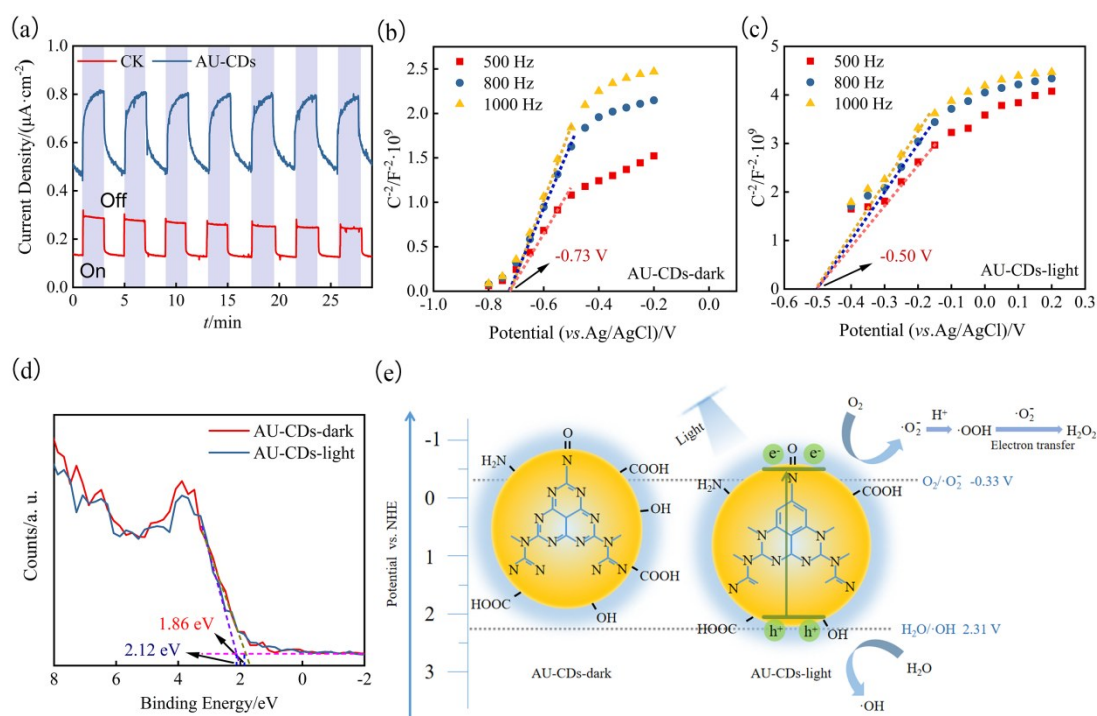 (a)
CK
AU-CDs
Current Density/(μA·cm⁻²)
1.0
0.8
0.6
0.4
0.2
0.0
Off
On
0
5
10
15
20
25
t/min
(b)
500 Hz
800 Hz
1000 Hz
C⁻²/F⁻²· 10⁹
2.5
2.0
1.5
1.0
0.5
0.0
-0.73 V
AU-CDs-dark
-1.0
-0.8
-0.6
-0.4
-0.2
0.0
Potential (vs.Ag/AgCl)/V
(c)
500 Hz
800 Hz
1000 Hz
C⁻²/F⁻²· 10⁹
5
4
3
2
1
0
-0.50 V
AU-CDs-light
-0.6
-0.5
-0.4
-0.3
-0.2
-0.1
0.0
0.1
0.2
Potential (vs.Ag/AgCl)/V
(d)
AU-CDs-dark
AU-CDs-light
Counts/a. u.
1.86 eV
2.12 eV
8
6
4
2
0
-2
Binding Energy/eV
(e)
Potential vs. NHE
-1
0
1
2
3
O
N
H₂N
COOH
N
N N
OH
N N
N N N N
COOH
N N N N
HOOC
OH
AU-CDs-dark
Light
e⁻ O e⁻
N
H₂N
COOH
N N
N N N N
N N N N
HOOC
OH
h⁺ h⁺
AU-CDs-light
O₂
·O₂⁻
H⁺
·OOH
·O₂⁻
Electron transfer
H₂O₂
O₂/·O₂⁻ -0.33 V
H₂O/·OH 2.31 V
H₂O
·OH